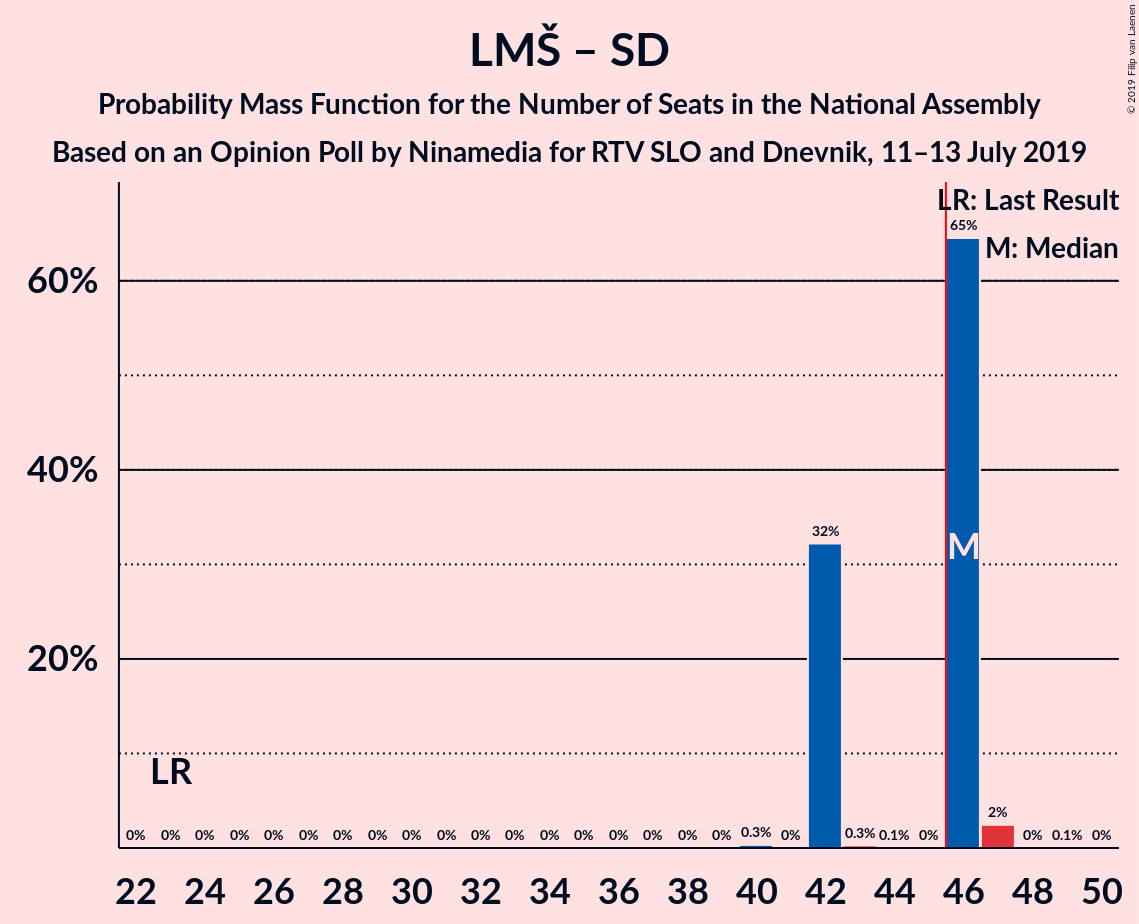 LMŠ – SD
Probability Mass Function for the Number of Seats in the National Assembly
Based on an Opinion Poll by Ninamedia for RTV SLO and Dnevnik, 11–13 July 2019
© 2019 Filip van Laenen
LR: Last Result
65%
M: Median
60%
40%
M
32%
20%
LR
2%
0% 0% 0% 0% 0% 0% 0% 0% 0% 0% 0% 0% 0% 0% 0% 0% 0% 0% 0.3% 0% 0.3% 0.1% 0% 0% 0.1% 0%
22 24 26 28 30 32 34 36 38 40 42 44 46 48 50